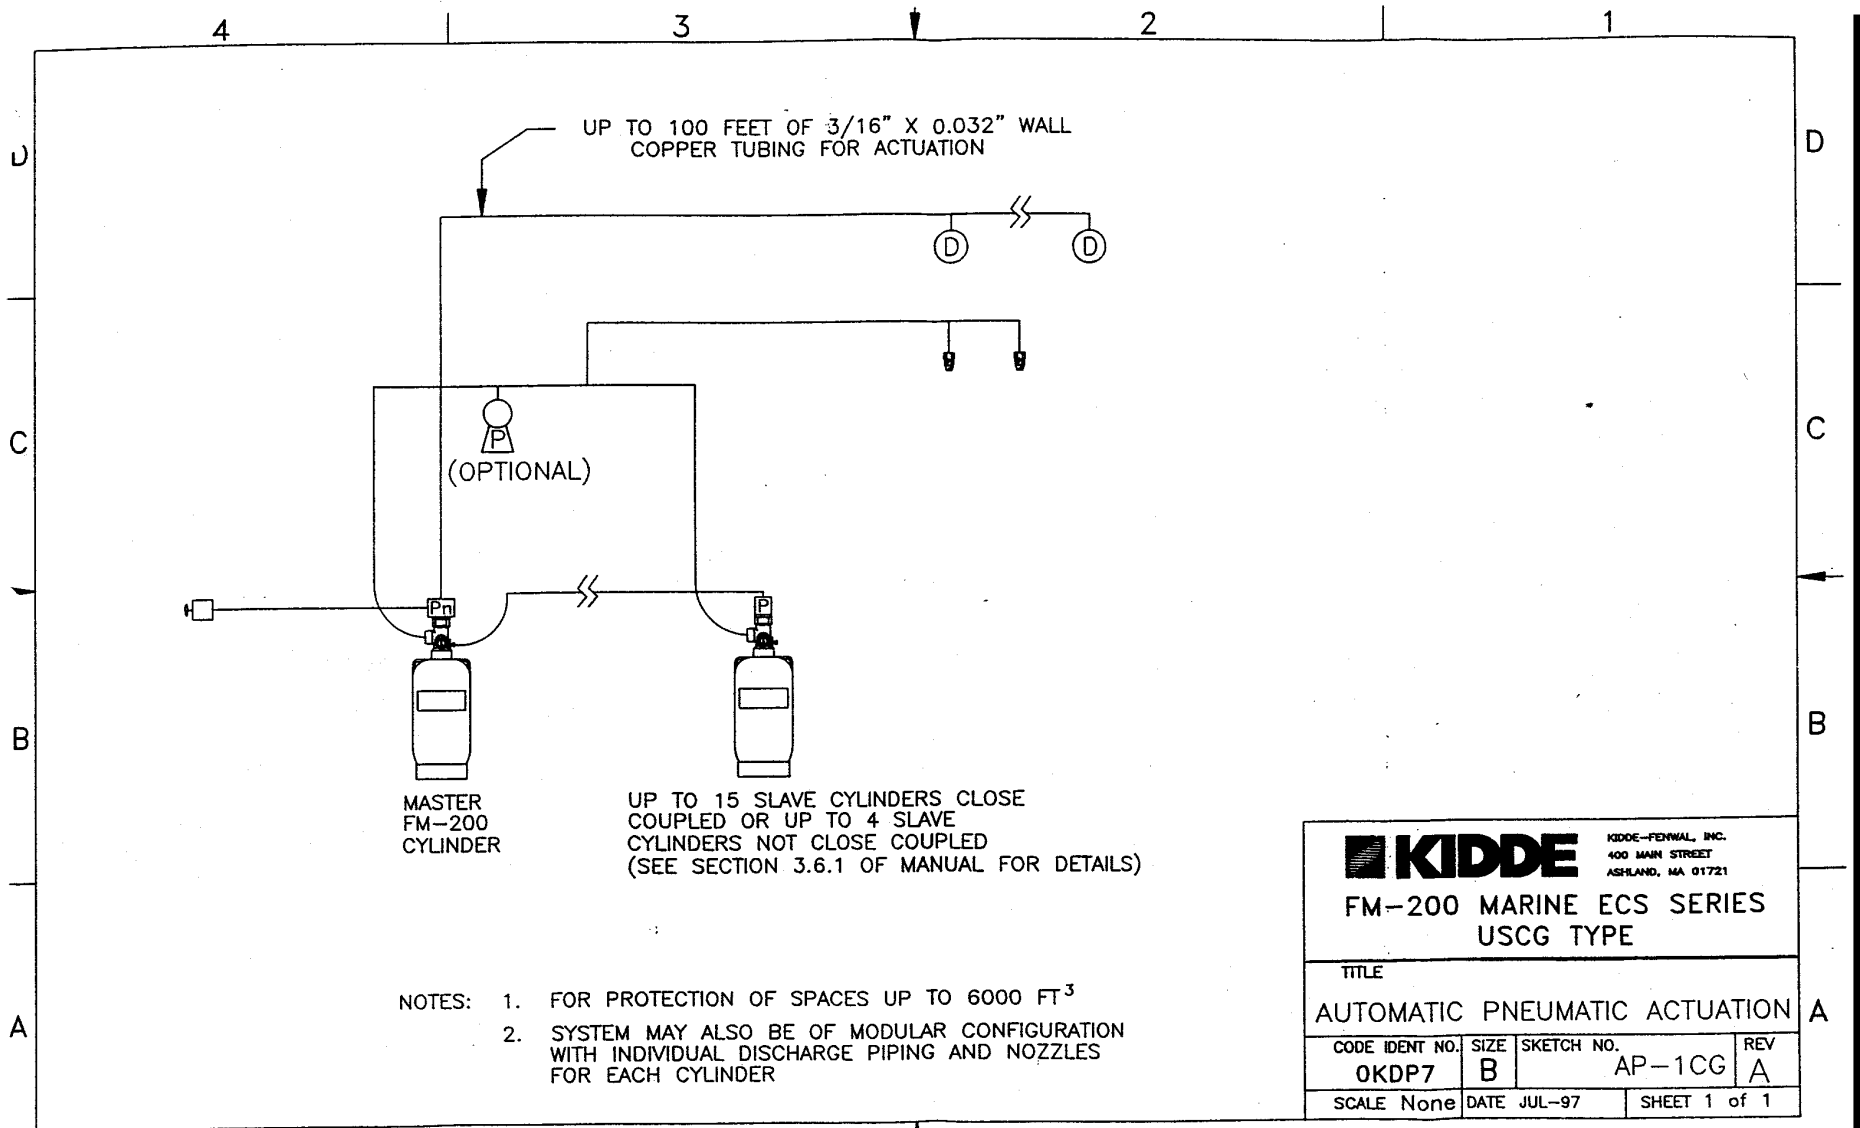 4 3 2 1
UP TO 100 FEET OF 3/16" X 0.032" WALL
COPPER TUBING FOR ACTUATION
D D
D D
P
(OPTIONAL)
C C
Pn P
MASTER
FM-200
CYLINDER
UP TO 15 SLAVE CYLINDERS CLOSE
COUPLED OR UP TO 4 SLAVE
CYLINDERS NOT CLOSE COUPLED
(SEE SECTION 3.6.1 OF MANUAL FOR DETAILS)
B B
NOTES: 1. FOR PROTECTION OF SPACES UP TO 6000 FT³
2. SYSTEM MAY ALSO BE OF MODULAR CONFIGURATION
WITH INDIVIDUAL DISCHARGE PIPING AND NOZZLES
FOR EACH CYLINDER
A A
KIDDE
KIDDE-FENWAL, INC.
400 MAIN STREET
ASHLAND, MA 01721
FM-200 MARINE ECS SERIES
USCG TYPE
TITLE
AUTOMATIC PNEUMATIC ACTUATION
CODE IDENT NO. SIZE SKETCH NO. REV
0KDP7 B AP-1CG A
SCALE None DATE JUL-97 SHEET 1 of 1